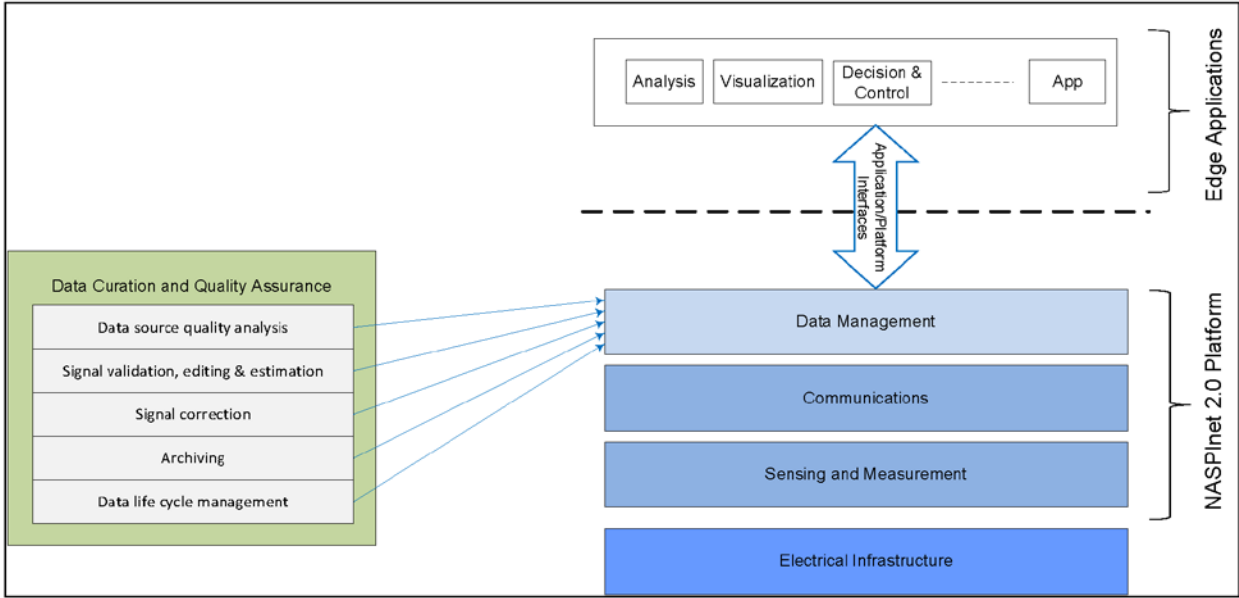 Analysis
Visualization
Decision &
Control
App
Edge Applications
Application/Platform
Interfaces
Data Curation and Quality Assurance
Data source quality analysis
Signal validation, editing & estimation
Signal correction
Archiving
Data life cycle management
Data Management
Communications
Sensing and Measurement
NASPInet 2.0 Platform
Electrical Infrastructure